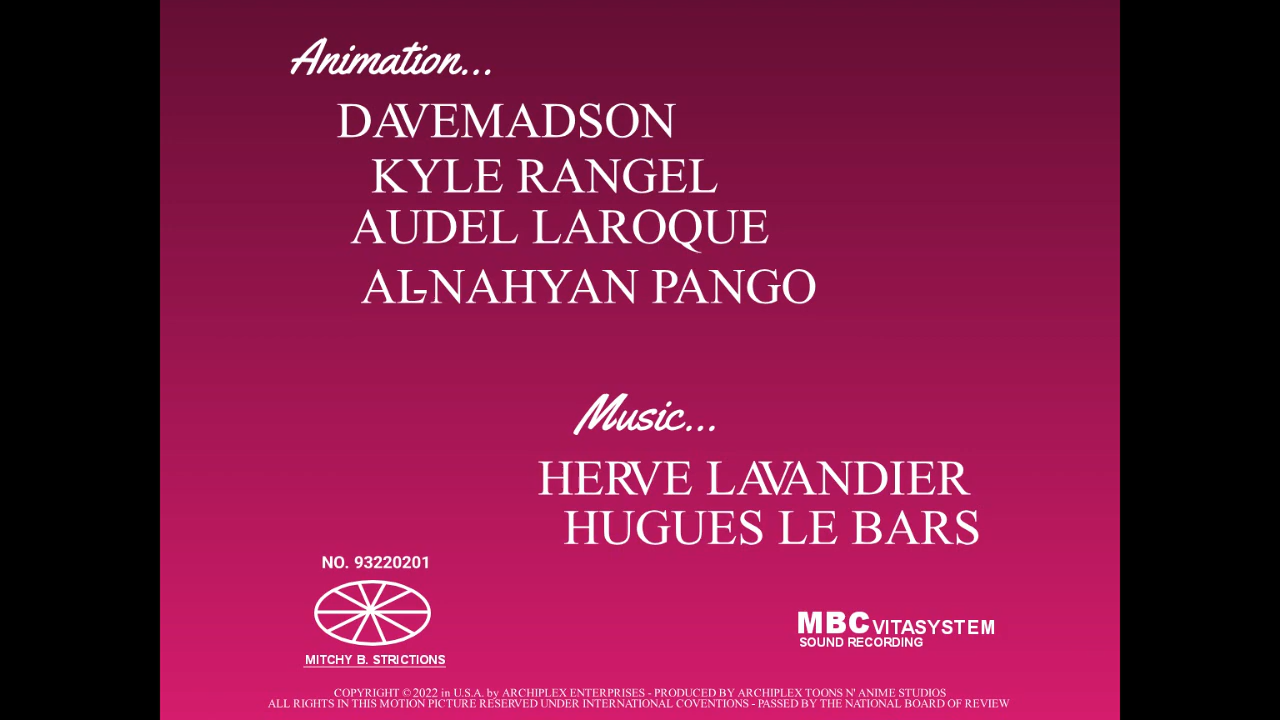 Animation...
DAVEMADSON
KYLE RANGEL
AUDEL LAROQUE
AL-NAHYAN PANGO
Music...
HERVE LAVANDIER
HUGUES LE BARS
NO. 93220201
MITCHY B. STRICTIONS
MBC VITASYSTEM
SOUND RECORDING
COPYRIGHT © 2022 in U.S.A. by ARCHIPLEX ENTERPRISES - PRODUCED BY ARCHIPLEX TOONS N' ANIME STUDIOS
ALL RIGHTS IN THIS MOTION PICTURE RESERVED UNDER INTERNATIONAL COVENTIONS - PASSED BY THE NATIONAL BOARD OF REVIEW